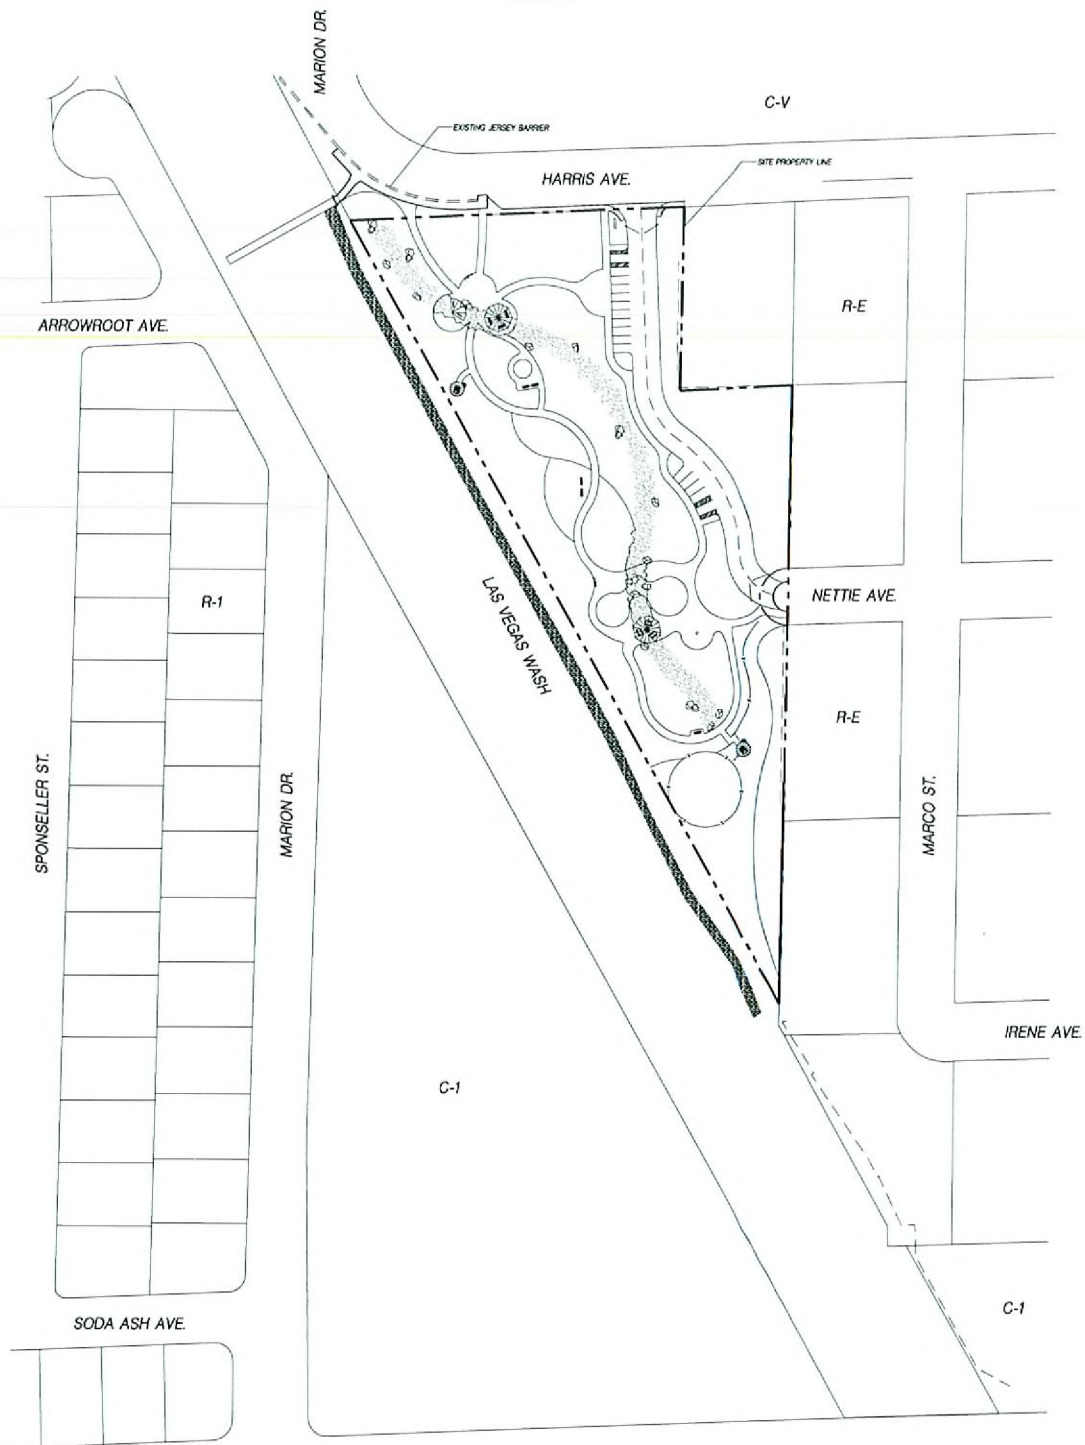 MARION DR.
C-V
EXISTING JERSEY BARRIER
SITE PROPERTY LINE
HARRIS AVE.
R-E
ARROWROOT AVE.
R-1
NETTIE AVE.
LAS VEGAS WASH
R-E
SPONSELLER ST.
MARION DR.
MARCO ST.
IRENE AVE.
C-1
C-1
SODA ASH AVE.